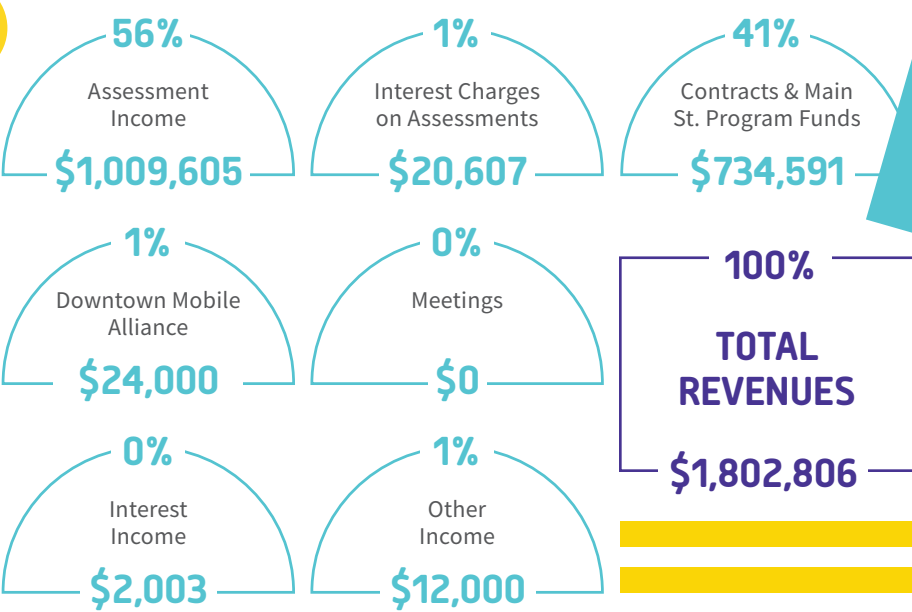 56%
Assessment
Income
$1,009,605
1%
Interest Charges
on Assessments
$20,607
41%
Contracts & Main
St. Program Funds
$734,591
1%
Downtown Mobile
Alliance
$24,000
0%
Meetings
$0
100%
TOTAL
REVENUES
$1,802,806
0%
Interest
Income
$2,003
1%
Other
Income
$12,000